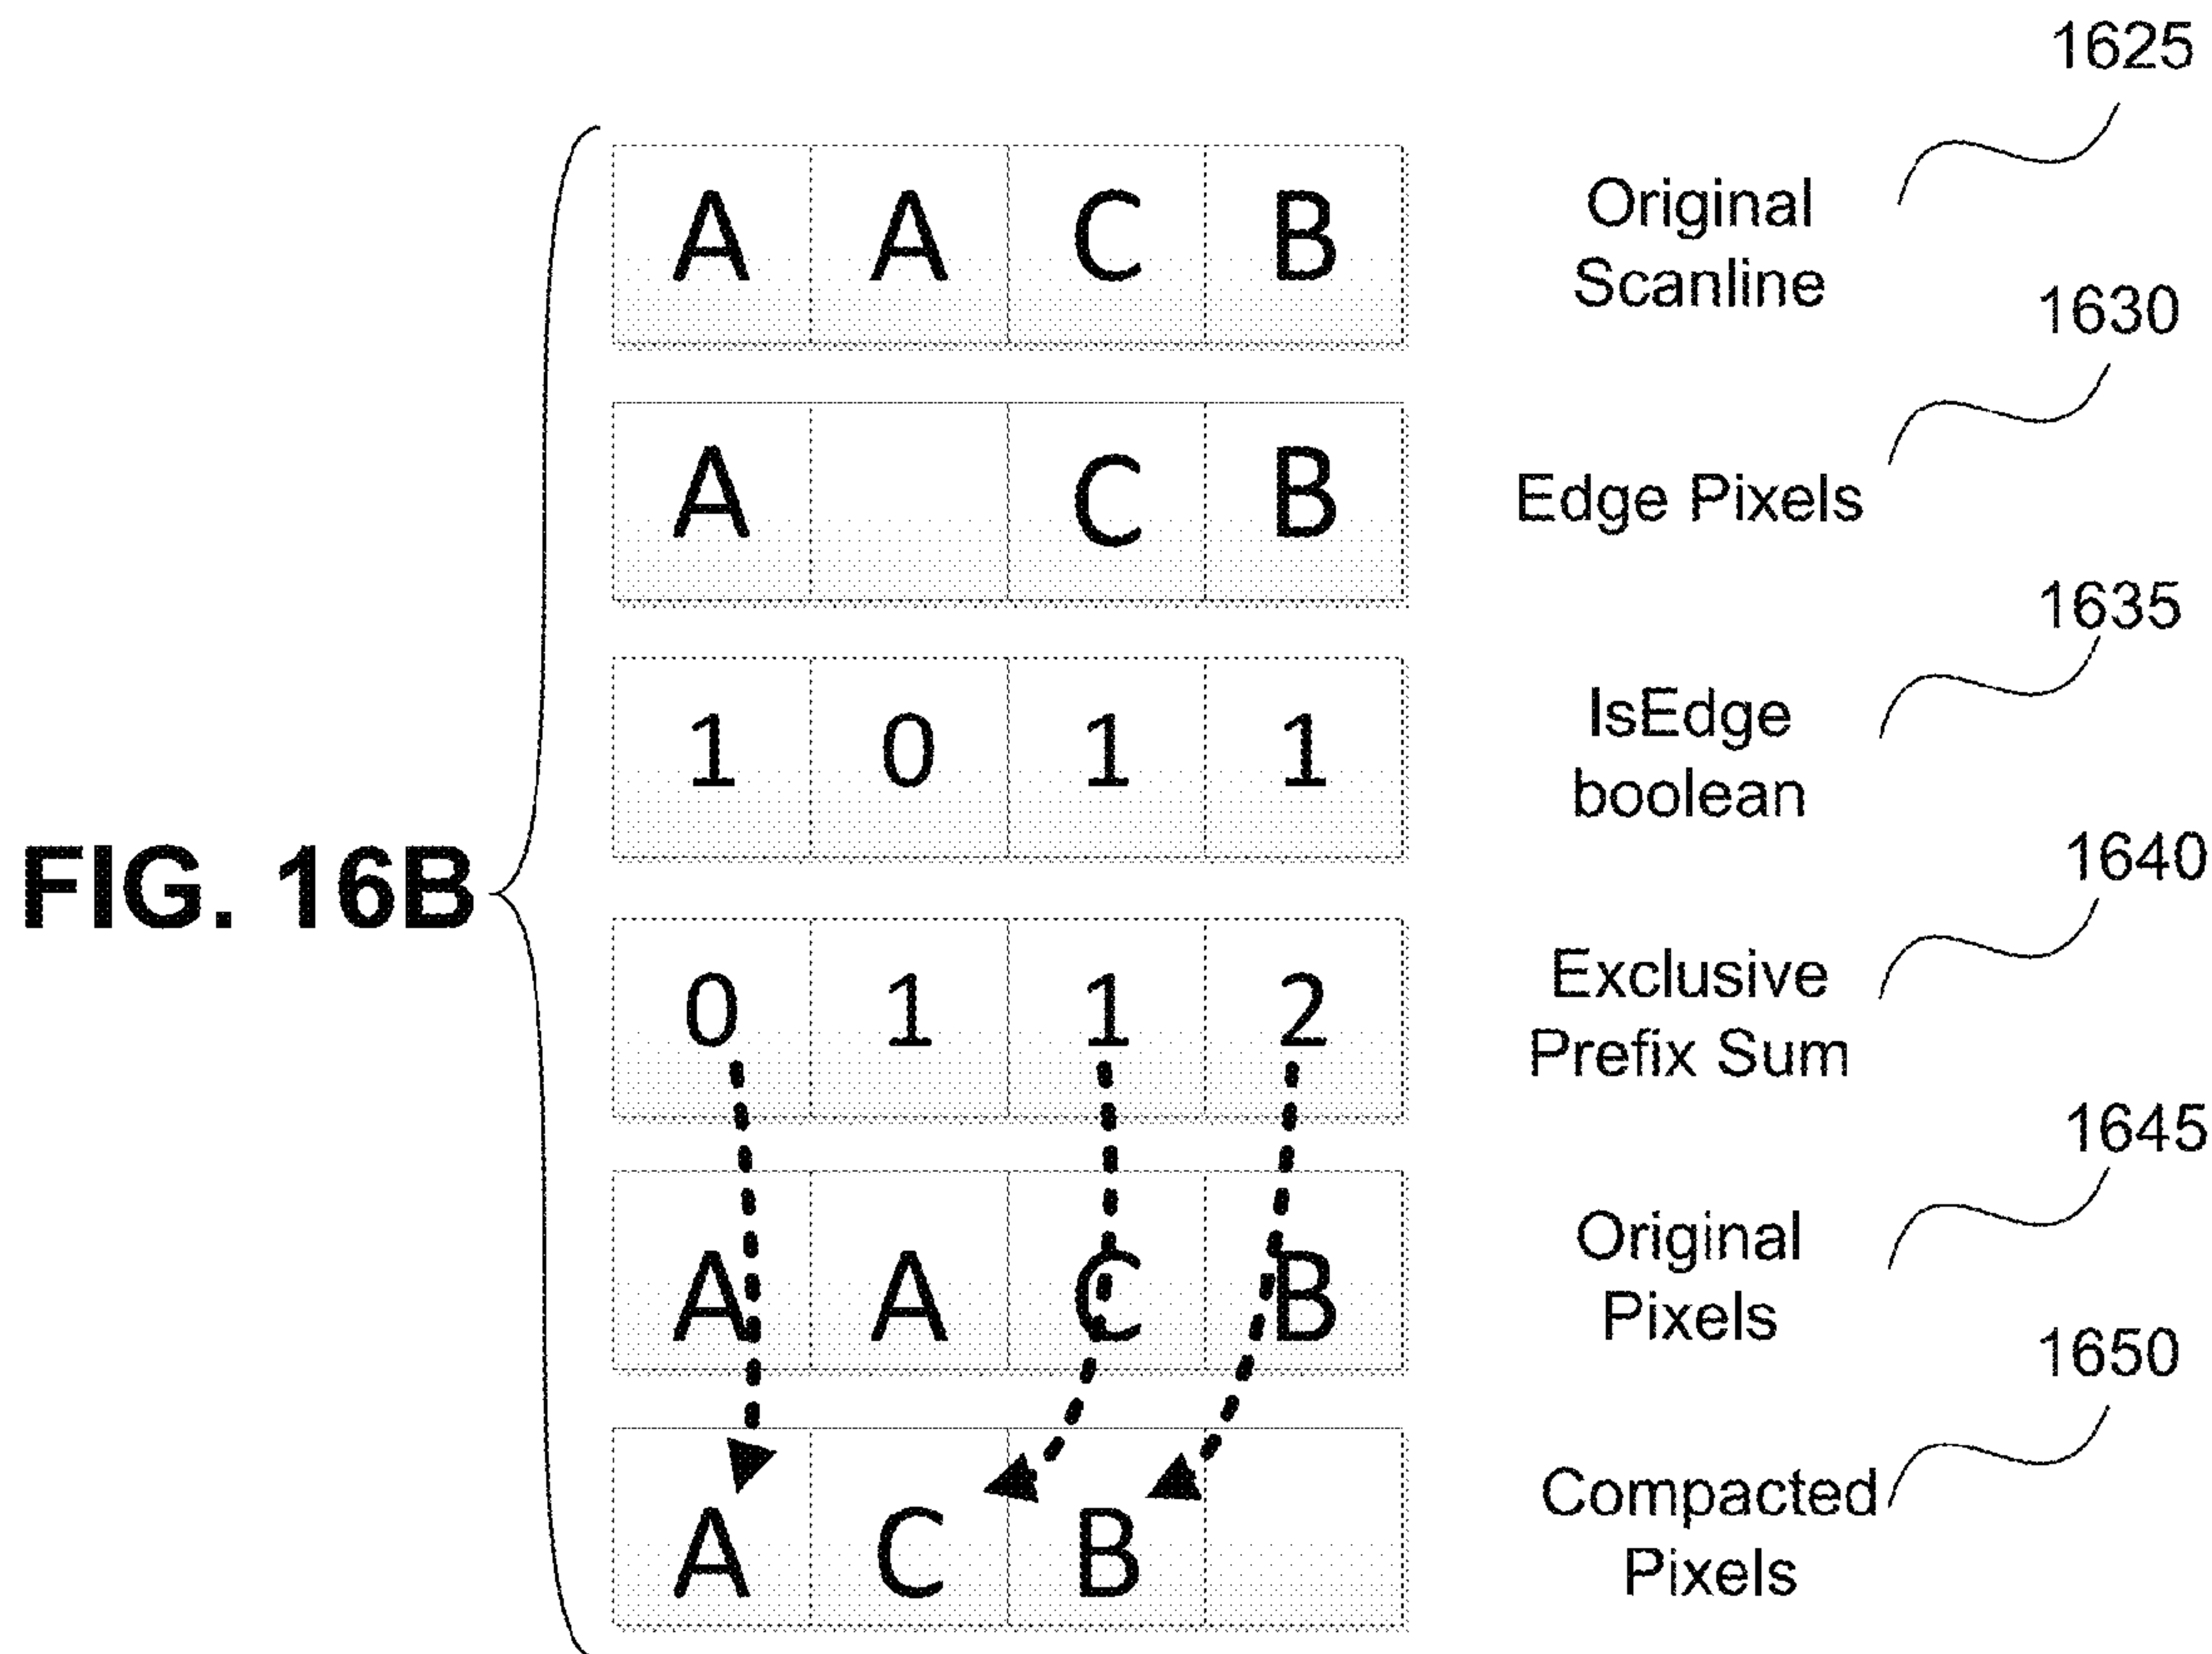 1625
A A C B
Original
Scanline
1630
A C B
Edge Pixels
1635
1 0 1 1
IsEdge
boolean
1640
FIG. 16B
0 1 1 2
Exclusive
Prefix Sum
1645
A A C B
Original
Pixels
1650
A C B
Compacted
Pixels